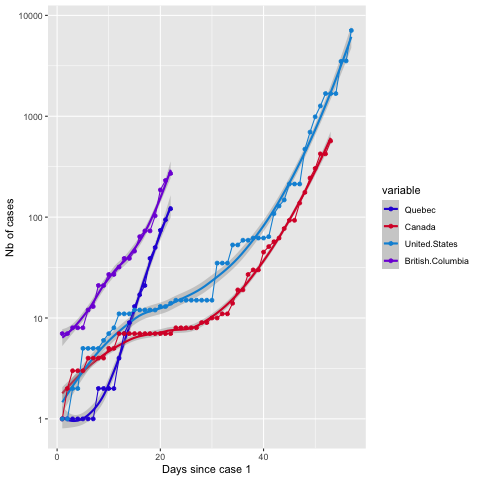 10000
1000
100
10
1
Nb of cases
0
20
40
Days since case 1
variable
Quebec
Canada
United.States
British.Columbia